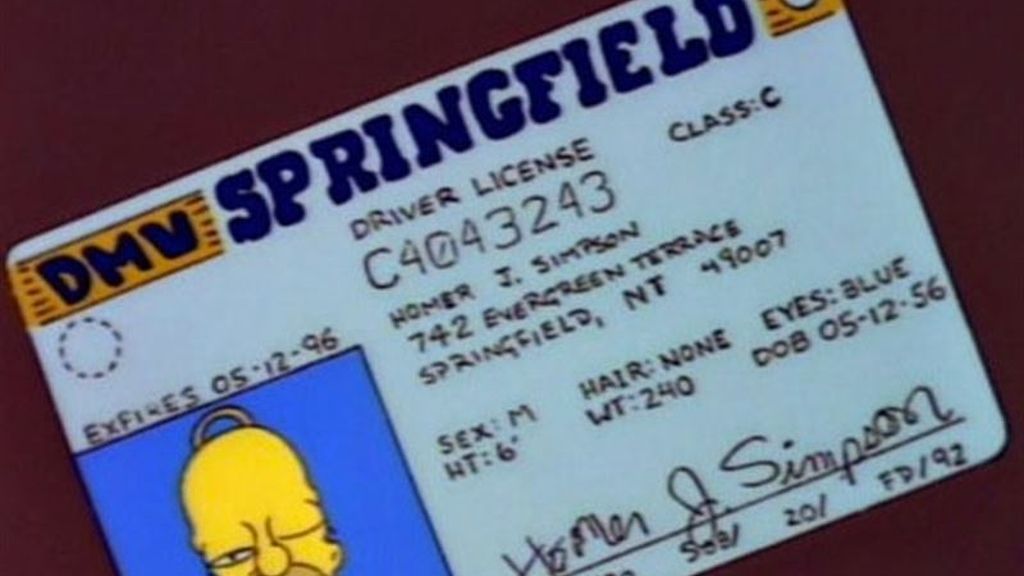 DMV SPRINGFIELD
DRIVER LICENSE CLASS:C
C4043243
HOMER J. SIMPSON
742 EVERGREEN TERRACE
SPRINGFIELD, NT 49007
EXPIRES 05-12-96
SEX: M HAIR: NONE EYES: BLUE
HT: 6' WT: 240 DOB 05-12-56
Homer J. Simpson
20/ FD/92